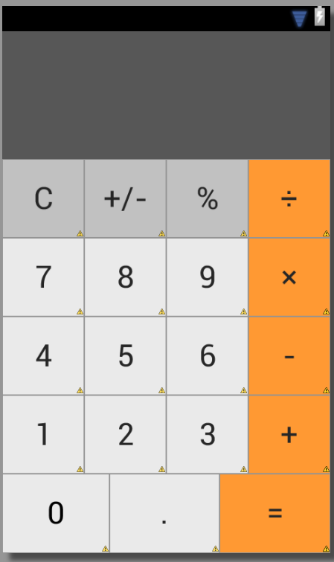 C +/- % ÷
7 8 9 ×
4 5 6 -
1 2 3 +
0 . =